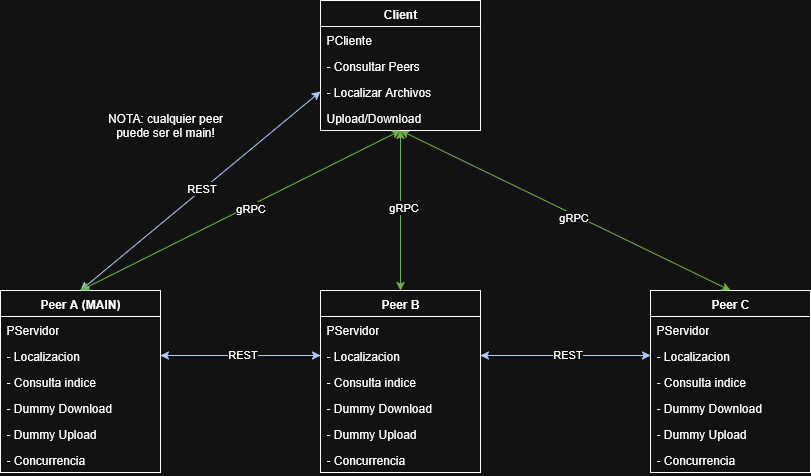 Client
PCliente
- Consultar Peers
- Localizar Archivos
Upload/Download
NOTA: cualquier peer
puede ser el main!
REST
gRPC
gRPC
gRPC
Peer A (MAIN)
PServidor
- Localizacion
- Consulta indice
- Dummy Download
- Dummy Upload
- Concurrencia
REST
Peer B
PServidor
- Localizacion
- Consulta indice
- Dummy Download
- Dummy Upload
- Concurrencia
REST
Peer C
PServidor
- Localizacion
- Consulta indice
- Dummy Download
- Dummy Upload
- Concurrencia